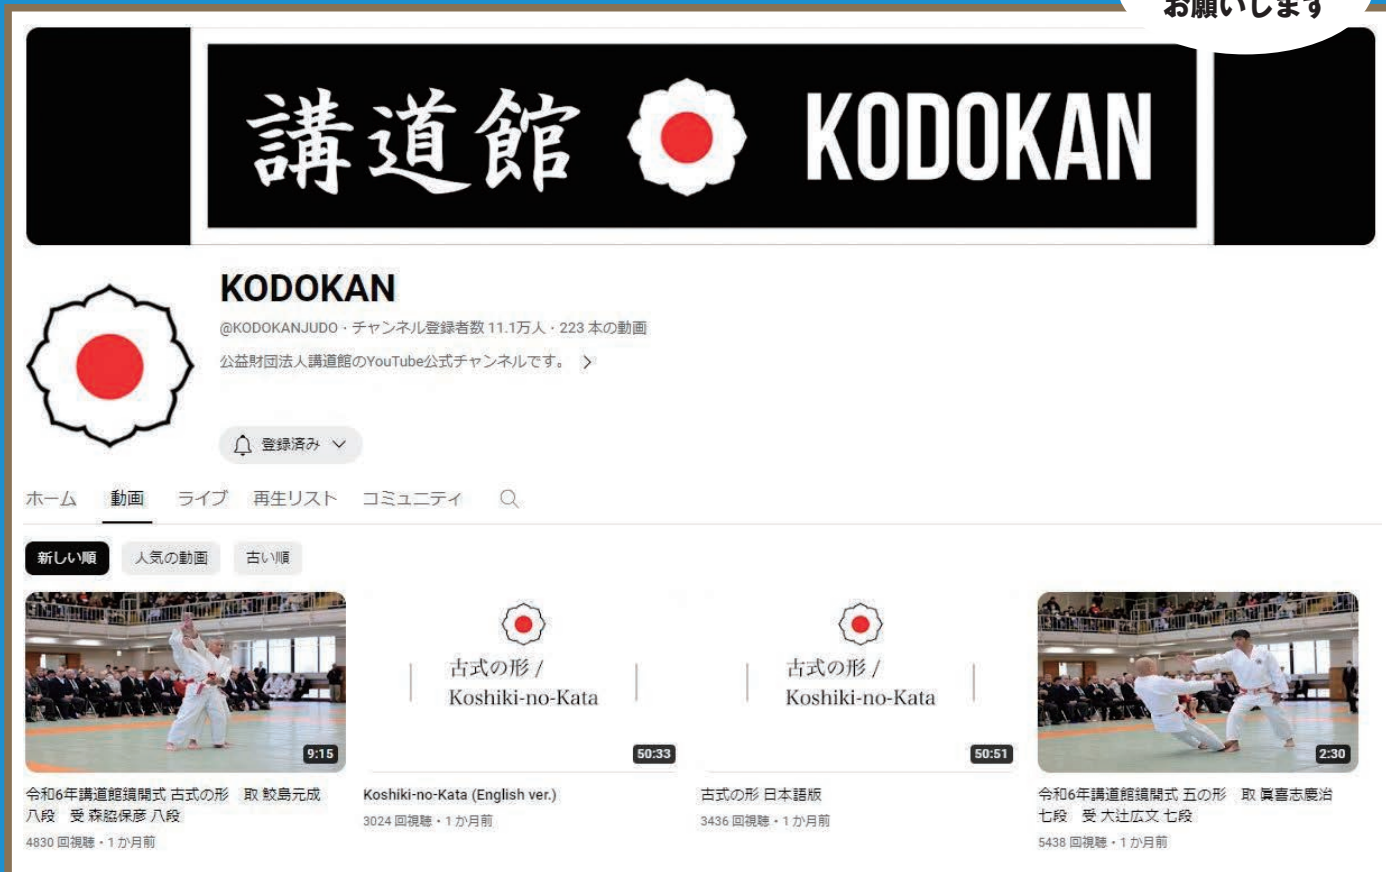 お願いします
講道館 KODOKAN
KODOKAN
@KODOKANJUDO・チャンネル登録者数 11.1万人・223 本の動画
公益財団法人講道館のYouTube公式チャンネルです。
登録済み
ホーム 動画 ライブ 再生リスト コミュニティ
新しい順 人気の動画 古い順
9:15
令和6年講道館鏡開式 古式の形　取 鮫島元成
八段　受 森脇保彦 八段
4830 回視聴・1 か月前
古式の形 /
Koshiki-no-Kata
50:33
Koshiki-no-Kata (English ver.)
3024 回視聴・1 か月前
古式の形 /
Koshiki-no-Kata
50:51
古式の形 日本語版
3436 回視聴・1 か月前
2:30
令和6年講道館鏡開式 五の形　取 眞喜志慶治
七段　受 大辻広文 七段
5438 回視聴・1 か月前